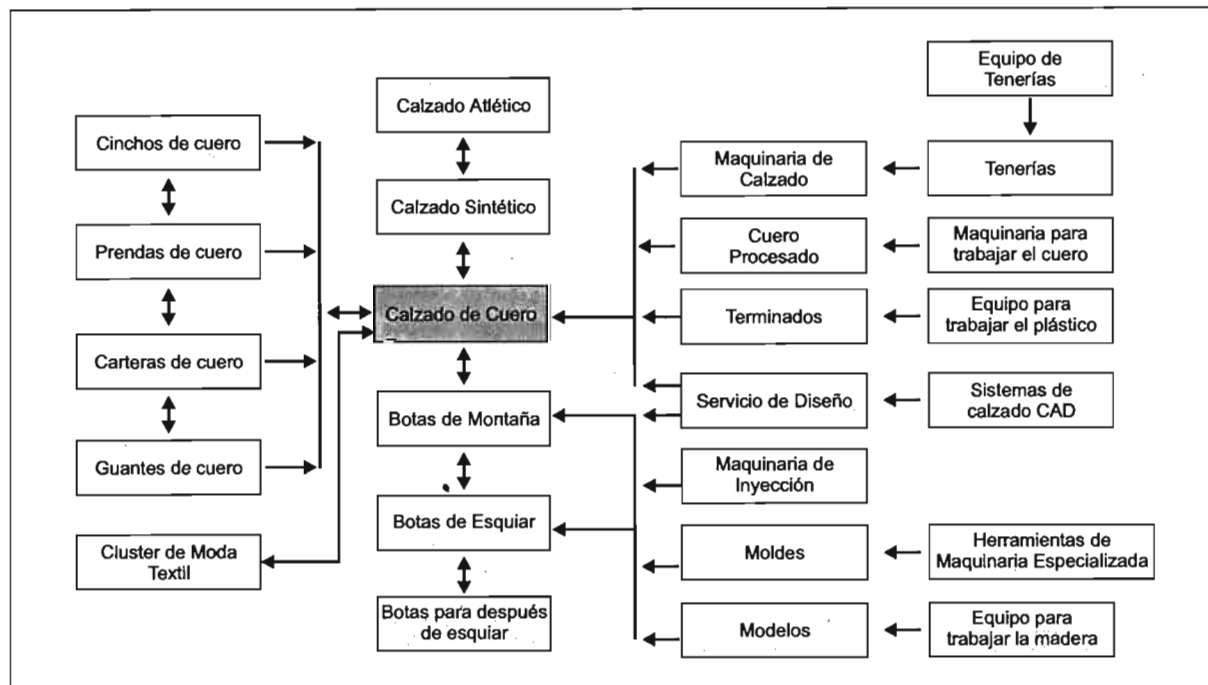 Equipo de
Tenerías
Calzado Atlético
Cinchos de cuero
Maquinaria de
Calzado
Tenerías
Calzado Sintético
Prendas de cuero
Cuero
Procesado
Maquinaria para
trabajar el cuero
Calzado de Cuero
Terminados
Equipo para
trabajar el plástico
Carteras de cuero
Botas de Montaña
Servicio de Diseño
Sistemas de
calzado CAD
Guantes de cuero
Maquinaria de
Inyección
Botas de Esquiar
Cluster de Moda
Textil
Moldes
Herramientas de
Maquinaria Especializada
Botas para después
de esquiar
Modelos
Equipo para
trabajar la madera